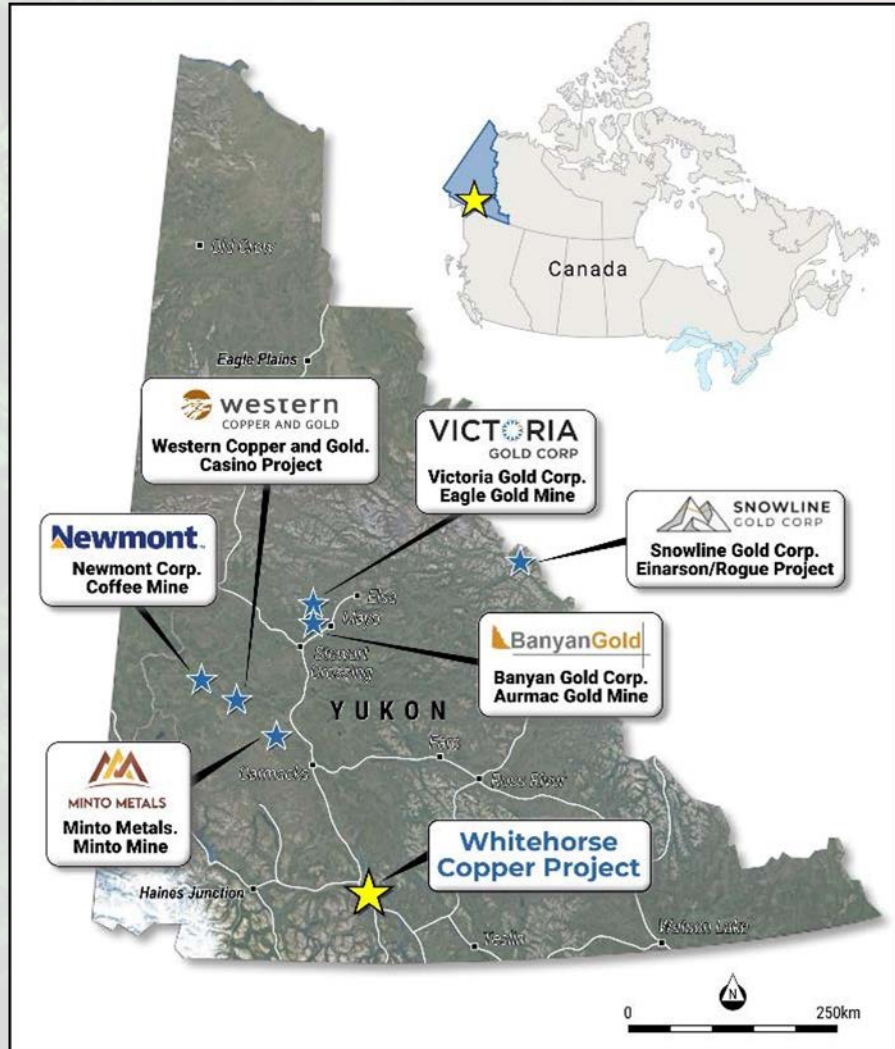 Canada
Old Crow
Eagle Plains
western
COPPER AND GOLD
Western Copper and Gold.
Casino Project
VICTORIA
GOLD CORP
Victoria Gold Corp.
Eagle Gold Mine
SNOWLINE
GOLD CORP
Snowline Gold Corp.
Einarson/Rogue Project
Newmont™
Newmont Corp.
Coffee Mine
Elsa
Mayo
Stewart
Crossing
BanyanGold
Banyan Gold Corp.
Aurmac Gold Mine
YUKON
MINTO METALS
Minto Metals.
Minto Mine
Carmacks
Faro
Ross River
Whitehorse
Copper Project
Haines Junction
Teslin
Watson Lake
N
0 250km